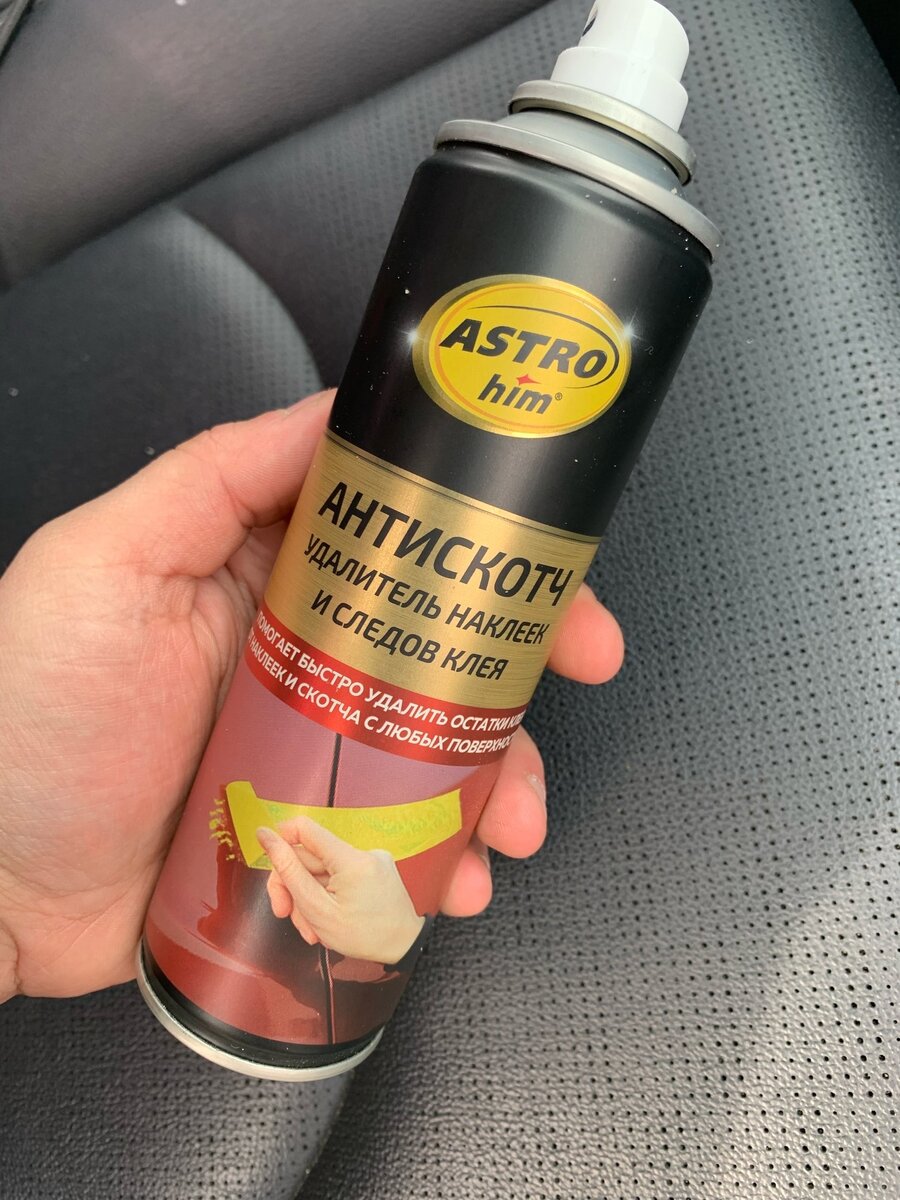 ASTRO
him®
АНТИСКОТЧ
УДАЛИТЕЛЬ НАКЛЕЕК
И СЛЕДОВ КЛЕЯ
ПОМОГАЕТ БЫСТРО УДАЛИТЬ ОСТАТКИ
НАКЛЕЕК И СКОТЧА С ЛЮБЫХ